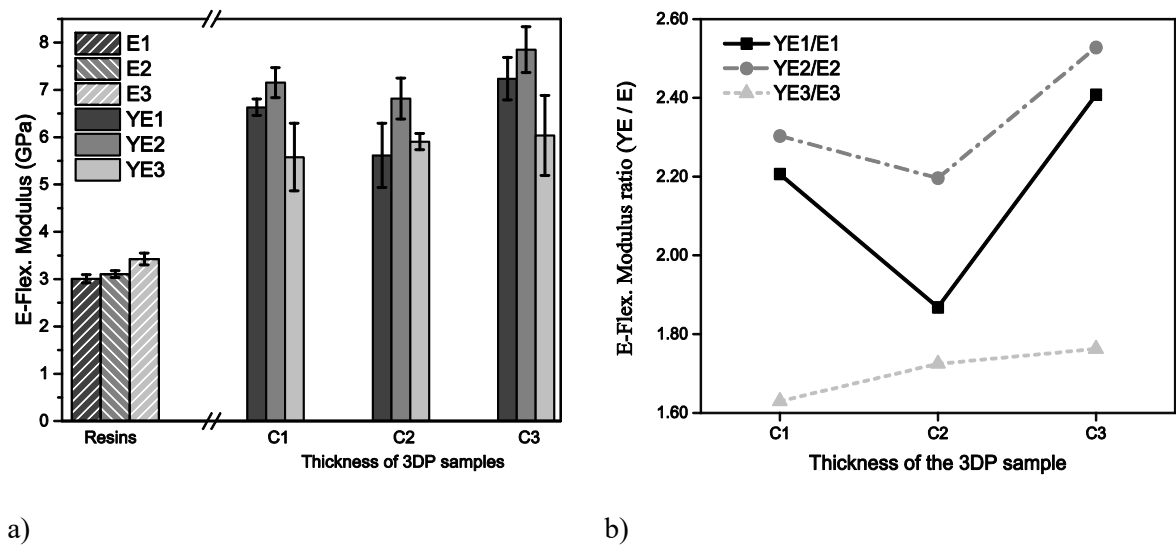 E-Flex. Modulus (GPa)
8
7
6
5
4
3
2
1
0
E1
E2
E3
YE1
YE2
YE3
Resins
C1
C2
C3
Thickness of 3DP samples
a)
E-Flex. Modulus ratio (YE / E)
2.60
2.40
2.20
2.00
1.80
1.60
YE1/E1
YE2/E2
YE3/E3
C1
C2
C3
Thickness of the 3DP sample
b)